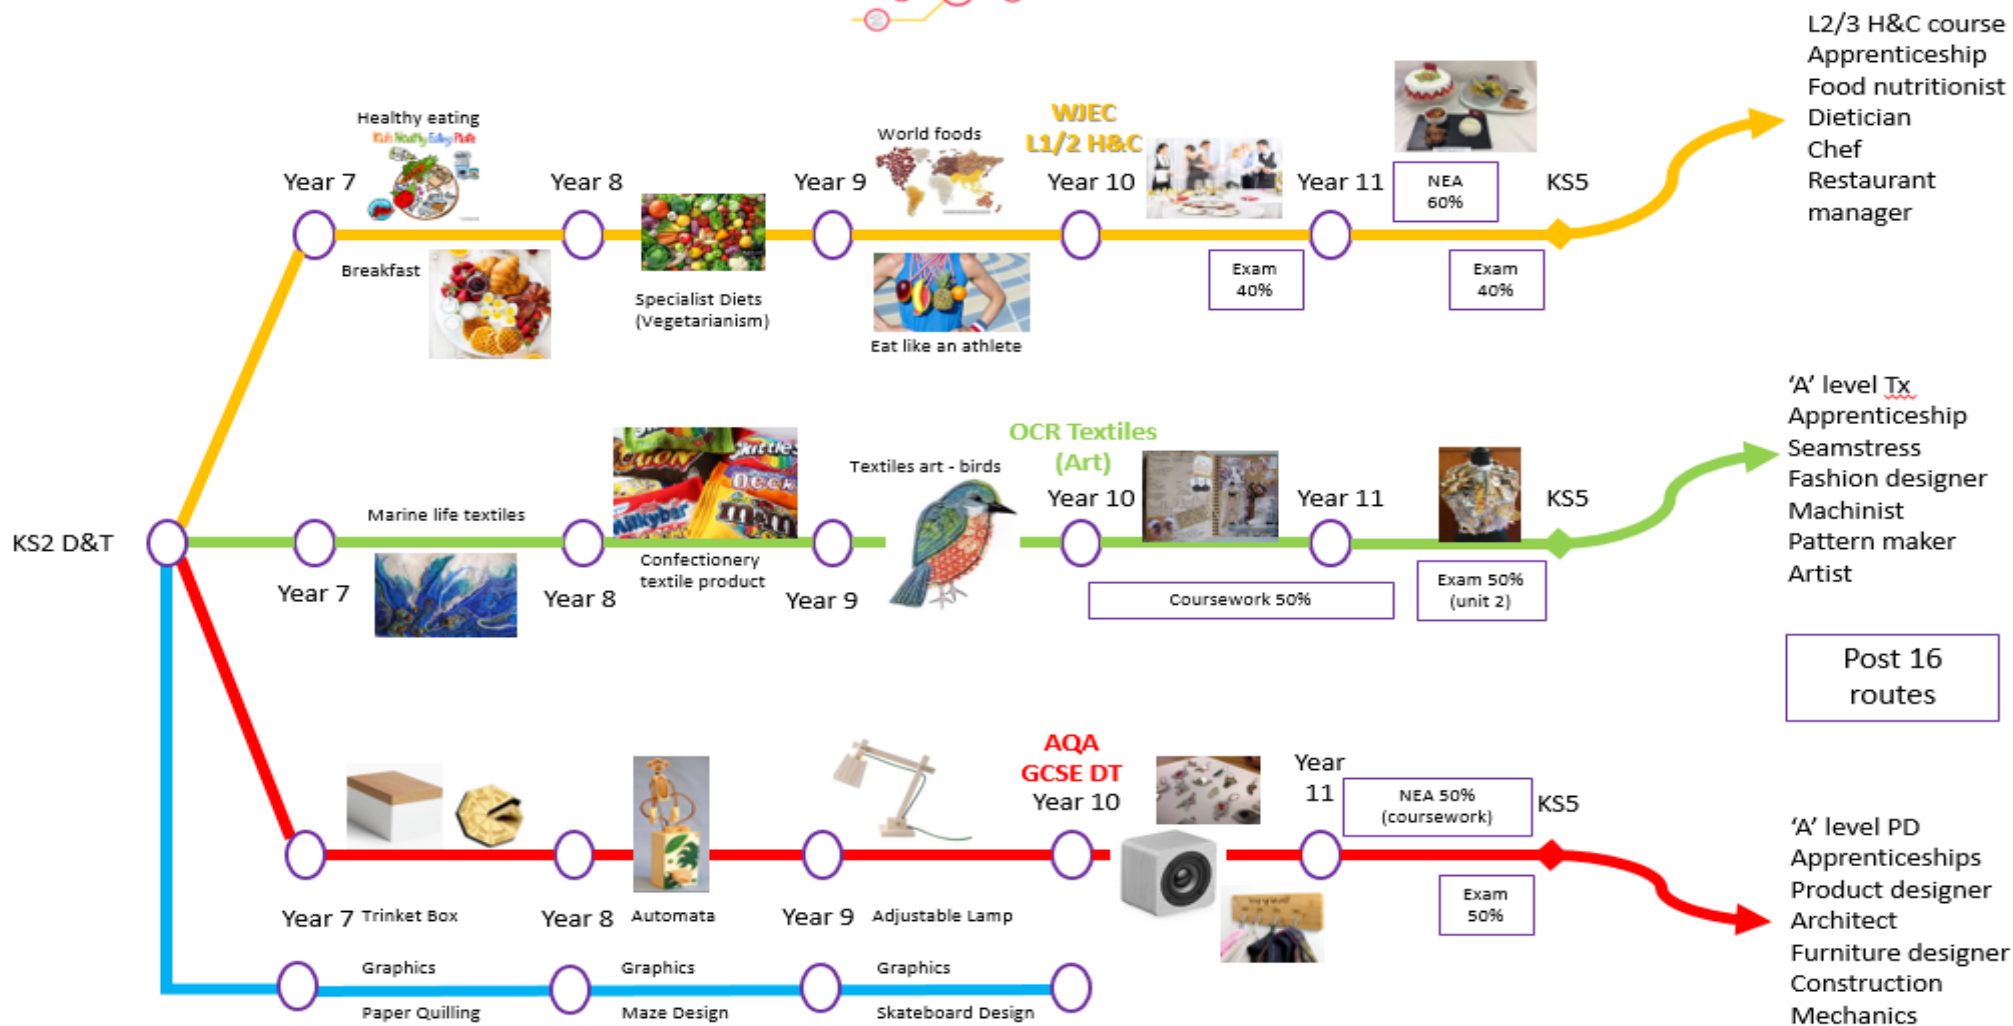 L2/3 H&C course
Apprenticeship
Food nutritionist
Dietician
Chef
Restaurant
manager
Healthy eating
Kids Healthy Eating Plate
World foods
WJEC
L1/2 H&C
Year 7
Year 8
Year 9
Year 10
Year 11
NEA
60%
KS5
Breakfast
Specialist Diets
(Vegetarianism)
Eat like an athlete
Exam
40%
Exam
40%
'A' level Tx
Apprenticeship
Seamstress
Fashion designer
Machinist
Pattern maker
Artist
KS2 D&T
Marine life textiles
Skittles
Milkybar
m&m
Confectionery
textile product
Textiles art - birds
OCR Textiles
(Art)
Year 10
Year 11
KS5
Year 7
Year 8
Year 9
Coursework 50%
Exam 50%
(unit 2)
Post 16
routes
AQA
GCSE DT
Year 10
Year
11
NEA 50%
(coursework)
KS5
Exam
50%
'A' level PD
Apprenticeships
Product designer
Architect
Furniture designer
Construction
Mechanics
Year 7
Trinket Box
Year 8
Automata
Year 9
Adjustable Lamp
Graphics
Graphics
Graphics
Paper Quilling
Maze Design
Skateboard Design